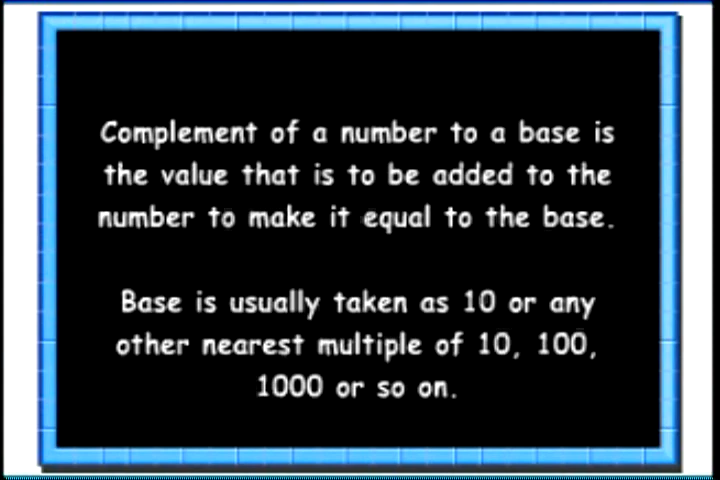 Complement of a number to a base is
the value that is to be added to the
number to make it equal to the base.
Base is usually taken as 10 or any
other nearest multiple of 10, 100,
1000 or so on.